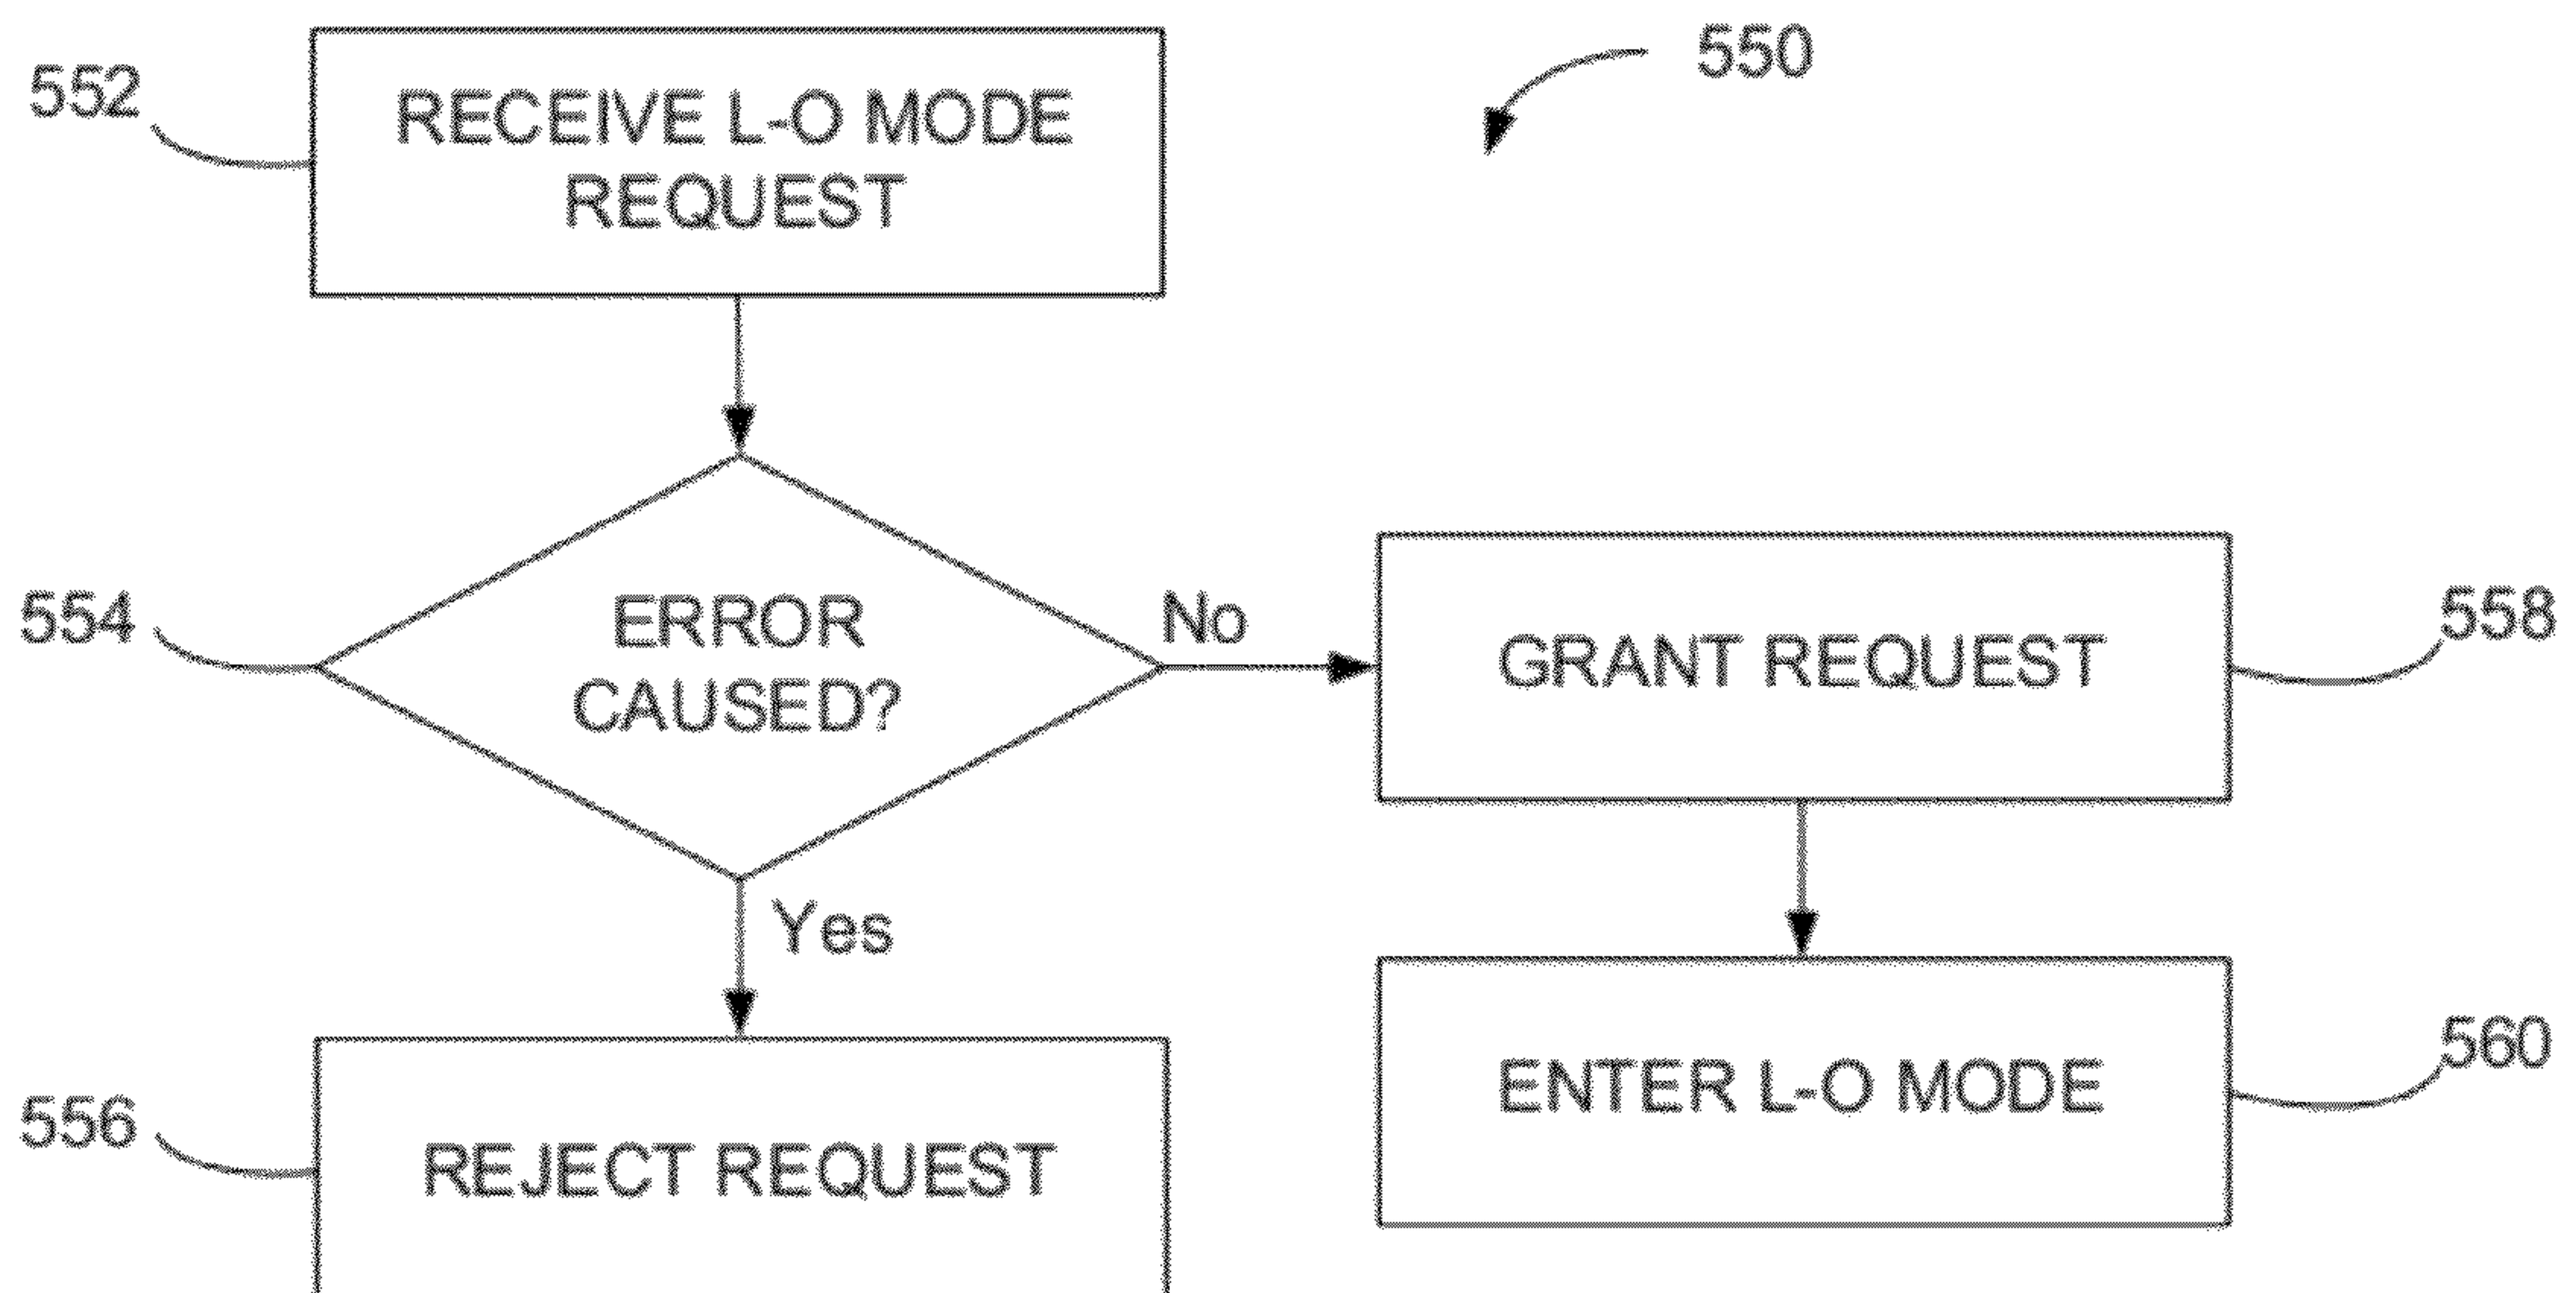 550
552
RECEIVE L-O MODE
REQUEST
554
ERROR
CAUSED?
No
558
GRANT REQUEST
Yes
560
ENTER L-O MODE
556
REJECT REQUEST